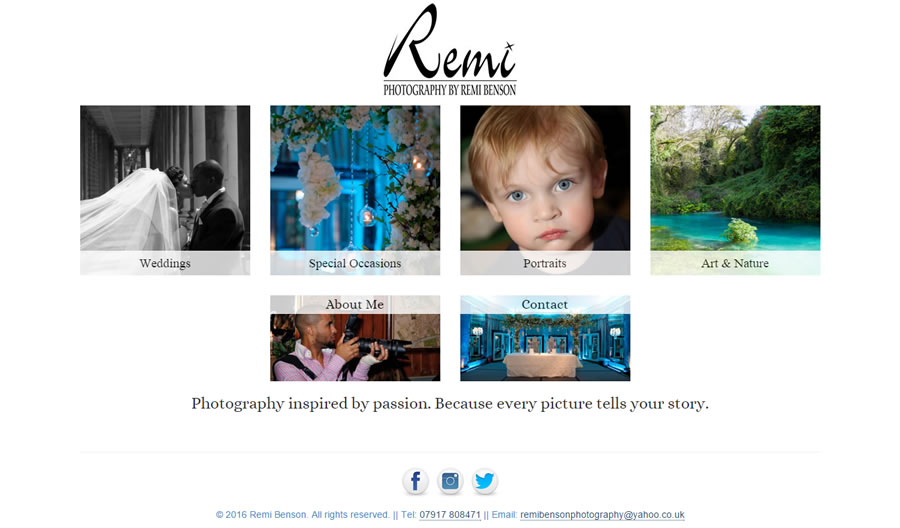 Remi
PHOTOGRAPHY BY REMI BENSON
Weddings
Special Occasions
Portraits
Art & Nature
About Me
Contact
Photography inspired by passion. Because every picture tells your story.
© 2016 Remi Benson. All rights reserved. || Tel: 07917 808471 || Email: remibensonphotography@yahoo.co.uk